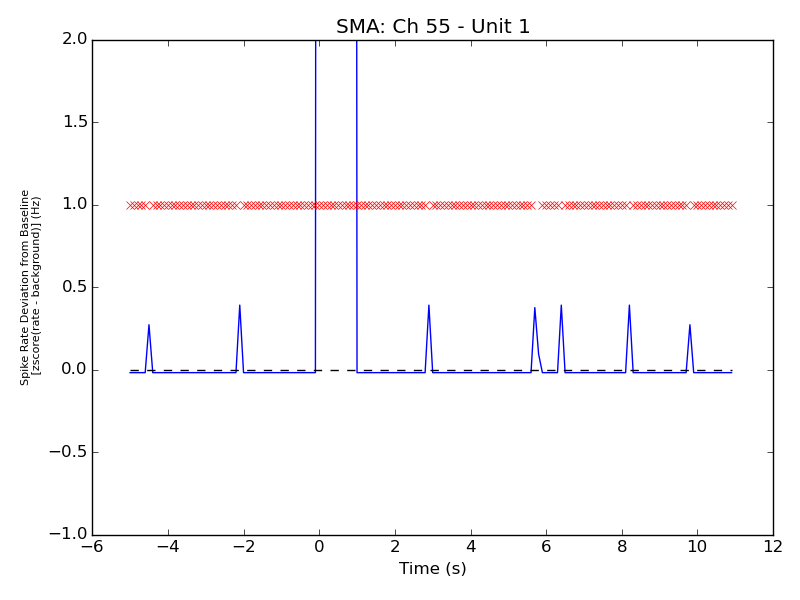 SMA: Ch 55 - Unit 1
2.0
1.5
1.0
0.5
0.0
−0.5
−1.0
Spike Rate Deviation from Baseline
[zscore(rate - background)] (Hz)
−6 −4 −2 0 2 4 6 8 10 12
Time (s)